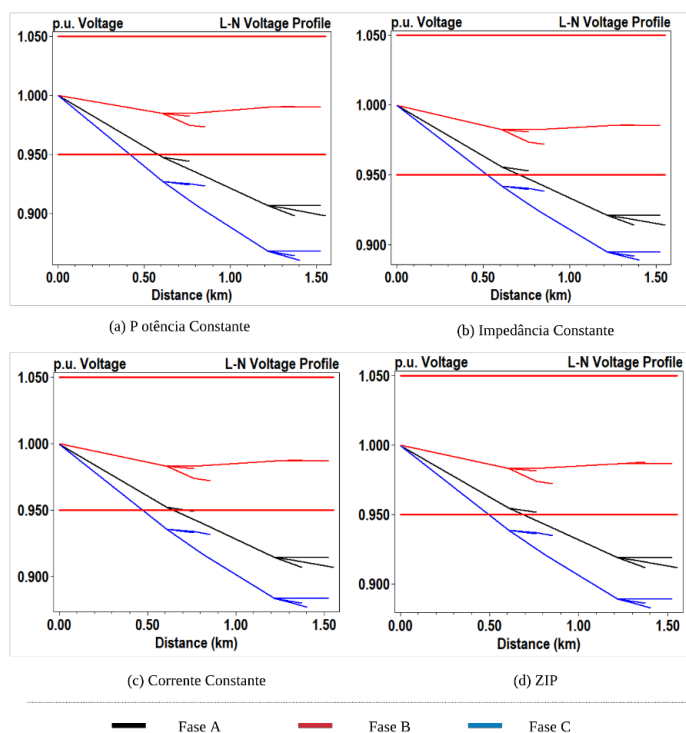 p.u. Voltage L-N Voltage Profile
1.050
1.000
0.950
0.900
0.00 0.50 1.00 1.50
Distance (km)
(a) P otência Constante
p.u. Voltage L-N Voltage Profile
1.050
1.000
0.950
0.900
0.00 0.50 1.00 1.50
Distance (km)
(b) Impedância Constante
p.u. Voltage L-N Voltage Profile
1.050
1.000
0.950
0.900
0.00 0.50 1.00 1.50
Distance (km)
(c) Corrente Constante
p.u. Voltage L-N Voltage Profile
1.050
1.000
0.950
0.900
0.00 0.50 1.00 1.50
Distance (km)
(d) ZIP
Fase A Fase B Fase C